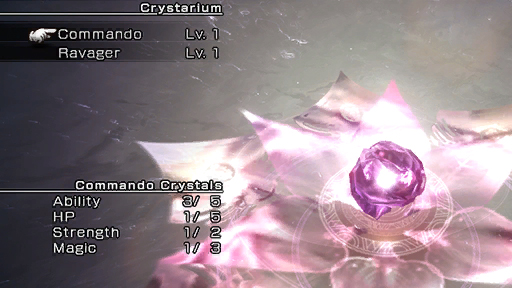 Crystarium
Commando Lv. 1
Ravager Lv. 1
Commando Crystals
Ability 3/ 5
HP 1/ 5
Strength 1/ 2
Magic 1/ 3